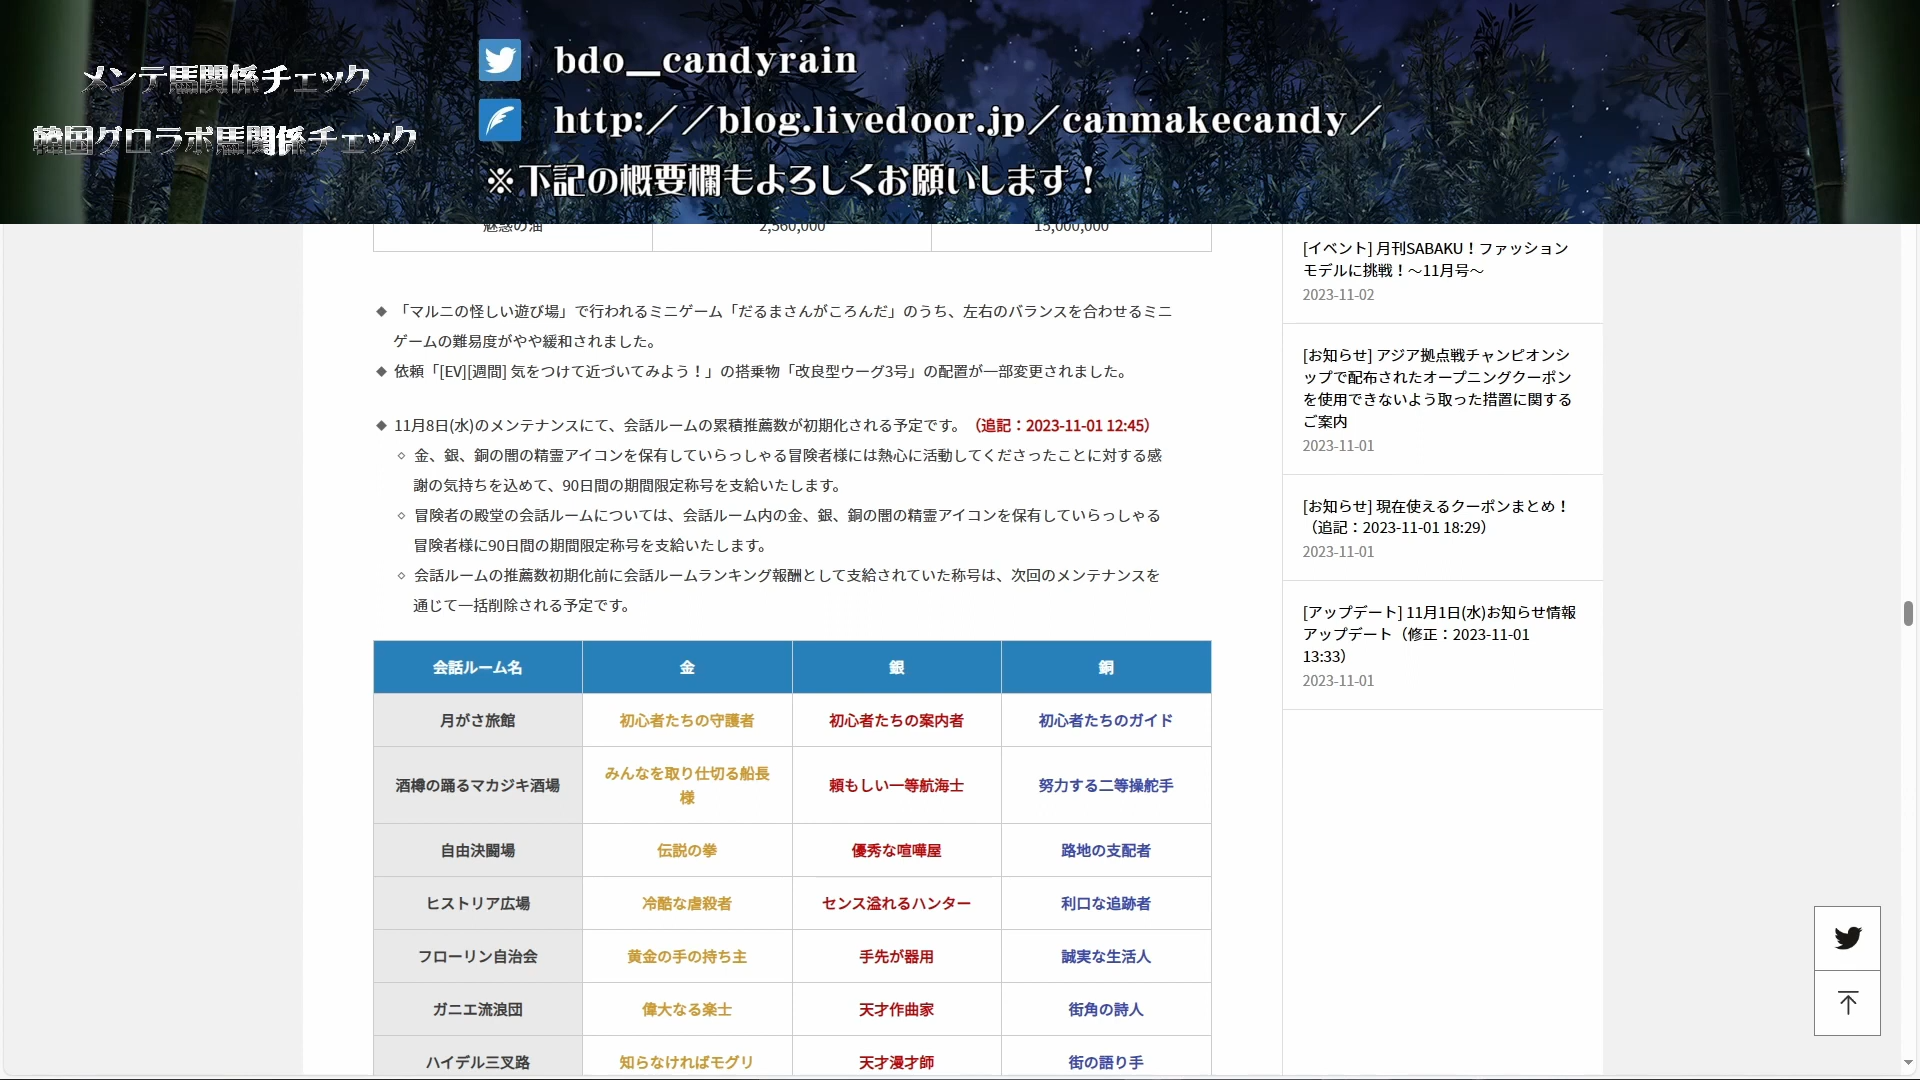 メンテ馬関係チェック
韓国グロラボ馬関係チェック
bdo__candyrain
http://blog.livedoor.jp/canmakecandy/
※下記の概要欄もよろしくお願いします！
魅惑の油 2,560,000 15,000,000
◆ 「マルニの怪しい遊び場」で行われるミニゲーム「だるまさんがころんだ」のうち、左右のバランスを合わせるミニ
ゲームの難易度がやや緩和されました。
◆ 依頼「[EV][週間] 気をつけて近づいてみよう！」の搭乗物「改良型ウーグ3号」の配置が一部変更されました。
◆ 11月8日(水)のメンテナンスにて、会話ルームの累積推薦数が初期化される予定です。（追記：2023-11-01 12:45）
◇ 金、銀、銅の闇の精霊アイコンを保有していらっしゃる冒険者様には熱心に活動してくださったことに対する感
謝の気持ちを込めて、90日間の期間限定称号を支給いたします。
◇ 冒険者の殿堂の会話ルームについては、会話ルーム内の金、銀、銅の闇の精霊アイコンを保有していらっしゃる
冒険者様に90日間の期間限定称号を支給いたします。
◇ 会話ルームの推薦数初期化前に会話ルームランキング報酬として支給されていた称号は、次回のメンテナンスを
通じて一括削除される予定です。
会話ルーム名 金 銀 銅
月がさ旅館 初心者たちの守護者 初心者たちの案内者 初心者たちのガイド
酒樽の踊るマカジキ酒場 みんなを取り仕切る船長 頼もしい一等航海士 努力する二等操舵手
様
自由決闘場 伝説の拳 優秀な喧嘩屋 路地の支配者
ヒストリア広場 冷酷な虐殺者 センス溢れるハンター 利口な追跡者
フローリン自治会 黄金の手の持ち主 手先が器用 誠実な生活人
ガニエ流浪団 偉大なる楽士 天才作曲家 街角の詩人
ハイデル三叉路 知らなければモグリ 天才漫才師 街の語り手
[イベント] 月刊SABAKU！ファッション
モデルに挑戦！～11月号～
2023-11-02
[お知らせ] アジア拠点戦チャンピオンシ
ップで配布されたオープニングクーポン
を使用できないよう取った措置に関する
ご案内
2023-11-01
[お知らせ] 現在使えるクーポンまとめ！
（追記：2023-11-01 18:29）
2023-11-01
[アップデート] 11月1日(水)お知らせ情報
アップデート（修正：2023-11-01
13:33）
2023-11-01